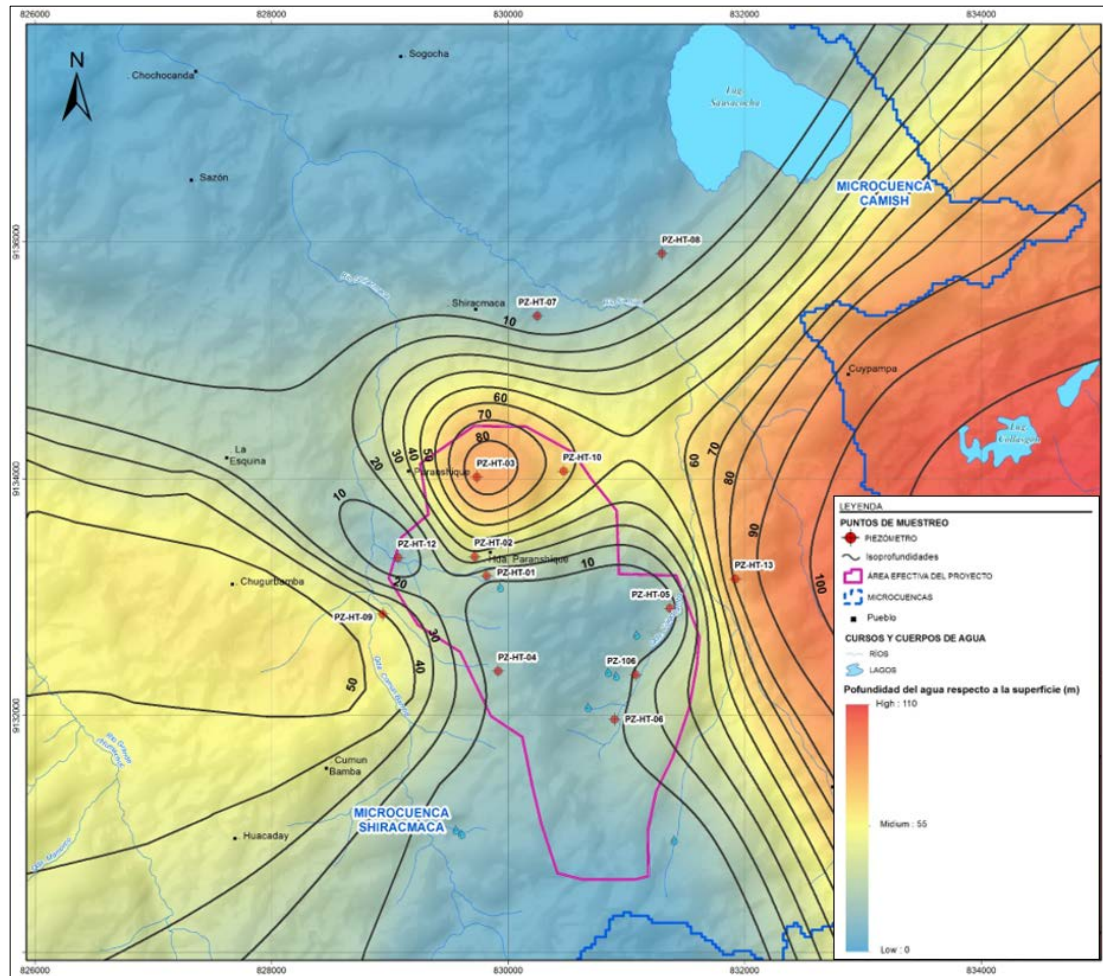 826000 828000 830000 832000 834000
N
Sogocha
Chochocanda
Lag.
Sausacocha
Sazón
MICROCUENCA
CAMISH
9136000
PZ-HT-08
Shiracmaca
PZ-HT-07
10
Cuypampa
60
70
80
Lag.
Collasgon
La
Esquina
20
30
40
50
Paranshique
PZ-HT-03
PZ-HT-10
60
70
80
9134000
9134000
10
PZ-HT-12
PZ-HT-02
Hda. Paranshique
10
PZ-HT-01
90
100
PZ-HT-13
Chugurbamba
20
PZ-HT-09
30
PZ-HT-05
40
50
PZ-HT-04
PZ-106
9132000
PZ-HT-06
Cumun
Bamba
MICROCUENCA
SHIRACMACA
Huacaday
LEYENDA
PUNTOS DE MUESTREO
PIEZÓMETRO
Isoprofundidades
ÁREA EFECTIVA DEL PROYECTO
MICROCUENCAS
Pueblo
CURSOS Y CUERPOS DE AGUA
RÍOS
LAGOS
Pofundidad del agua respecto a la superficie (m)
High : 110
Midium : 55
Low : 0
826000 828000 830000 832000 834000